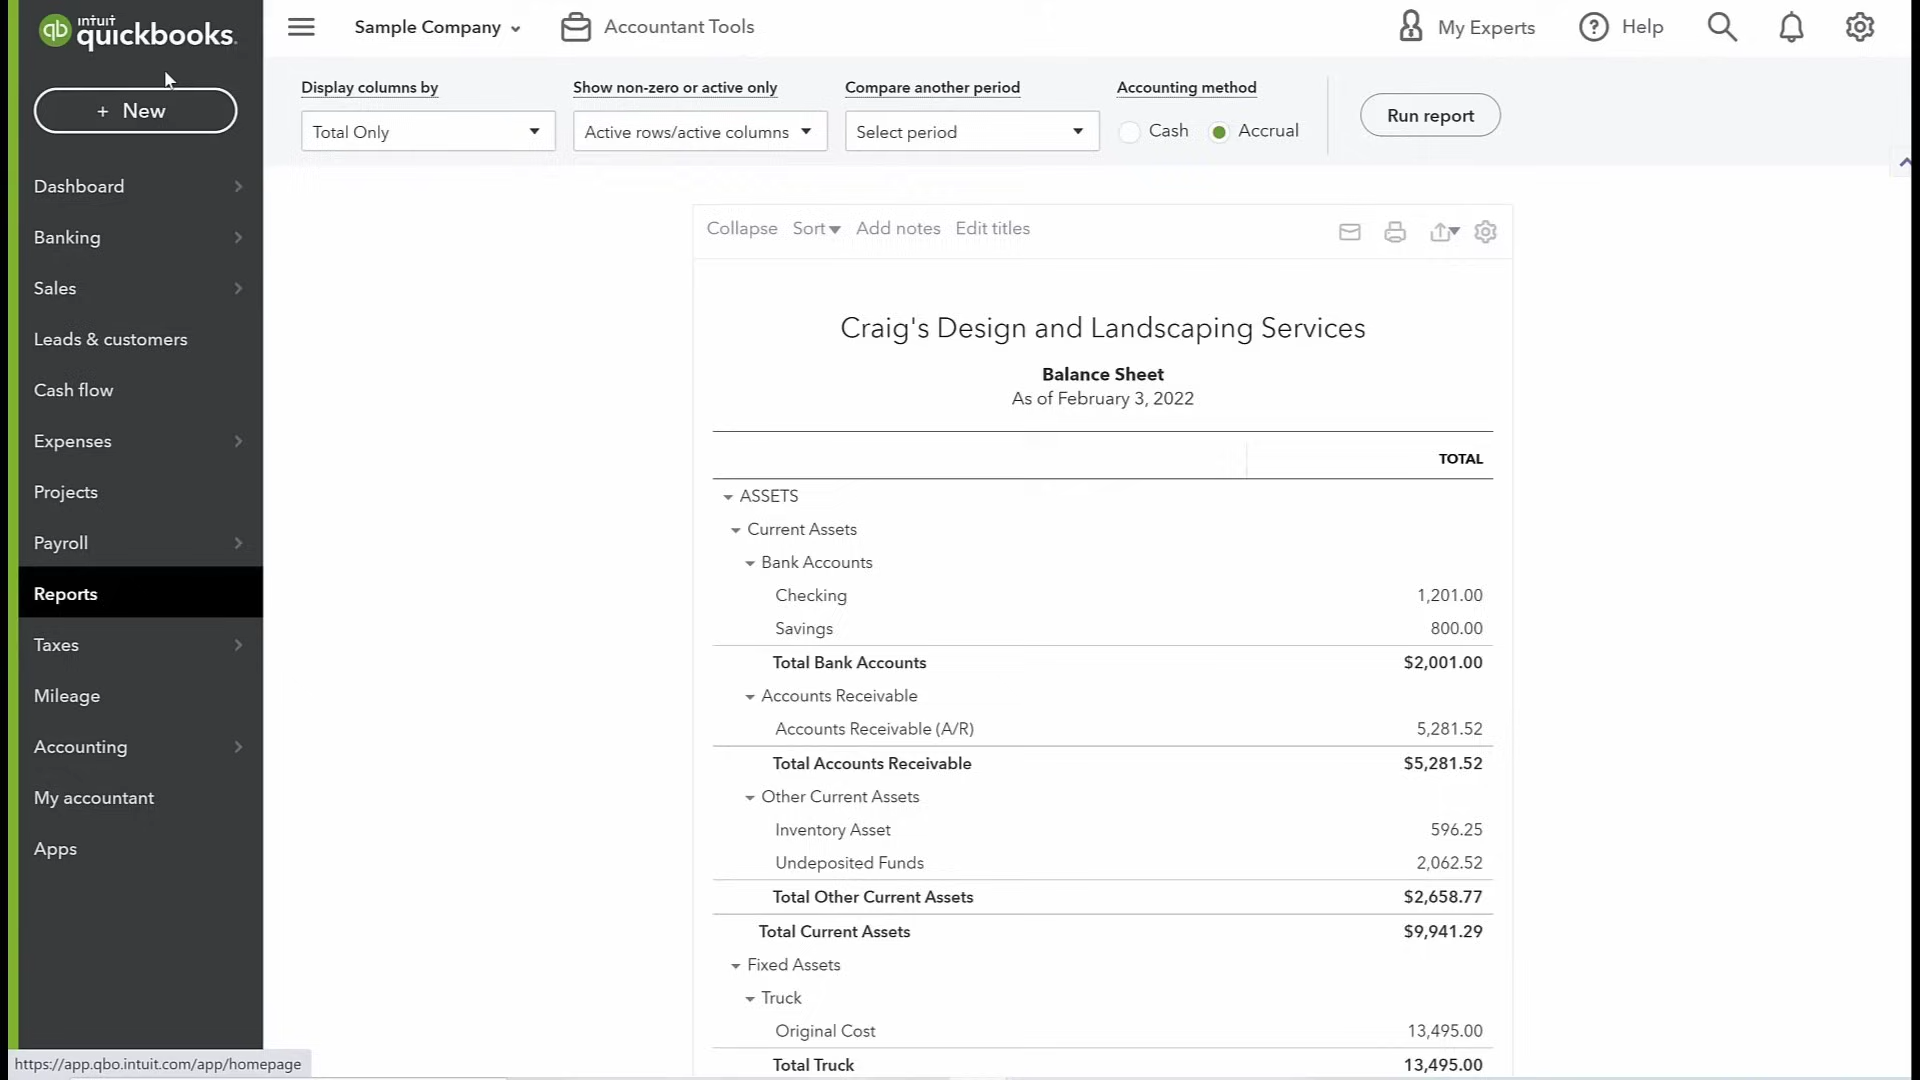 intuit
quickbooks.
Sample Company
Accountant Tools
My Experts
Help
+ New
Display columns by
Show non-zero or active only
Compare another period
Accounting method
Total Only
Active rows/active columns
Select period
Cash
Accrual
Run report
Dashboard
Banking
Sales
Leads & customers
Cash flow
Expenses
Projects
Payroll
Reports
Taxes
Mileage
Accounting
My accountant
Apps
Collapse Sort Add notes Edit titles
Craig's Design and Landscaping Services
Balance Sheet
As of February 3, 2022
TOTAL
ASSETS
Current Assets
Bank Accounts
Checking 1,201.00
Savings 800.00
Total Bank Accounts $2,001.00
Accounts Receivable
Accounts Receivable (A/R) 5,281.52
Total Accounts Receivable $5,281.52
Other Current Assets
Inventory Asset 596.25
Undeposited Funds 2,062.52
Total Other Current Assets $2,658.77
Total Current Assets $9,941.29
Fixed Assets
Truck
Original Cost 13,495.00
Total Truck 13,495.00
https://app.qbo.intuit.com/app/homepage